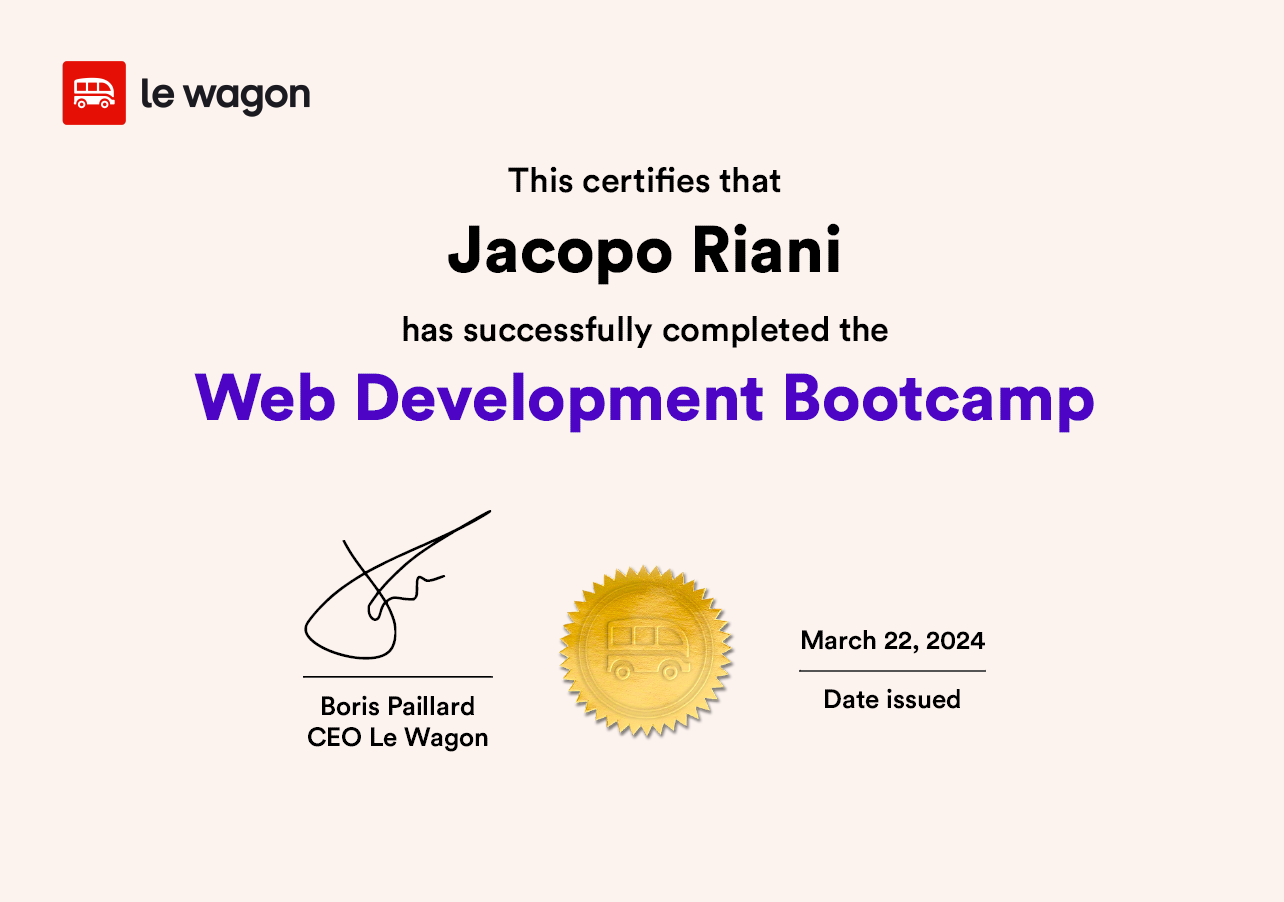 le wagon
This certifies that
Jacopo Riani
has successfully completed the
Web Development Bootcamp
March 22, 2024
Date issued
Boris Paillard
CEO Le Wagon